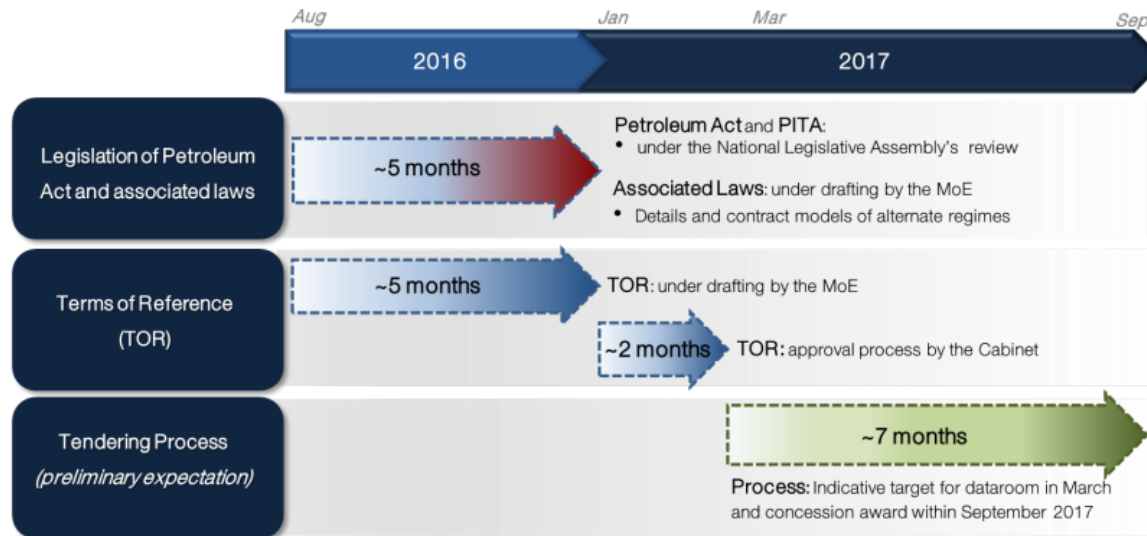 Aug
Jan
Mar
Sep
2016
2017
Legislation of Petroleum
Act and associated laws
~5 months
Petroleum Act and PITA:
• under the National Legislative Assembly's review
Associated Laws: under drafting by the MoE
• Details and contract models of alternate regimes
Terms of Reference
(TOR)
~5 months
TOR: under drafting by the MoE
~2 months
TOR: approval process by the Cabinet
Tendering Process
(preliminary expectation)
~7 months
Process: Indicative target for dataroom in March
and concession award within September 2017